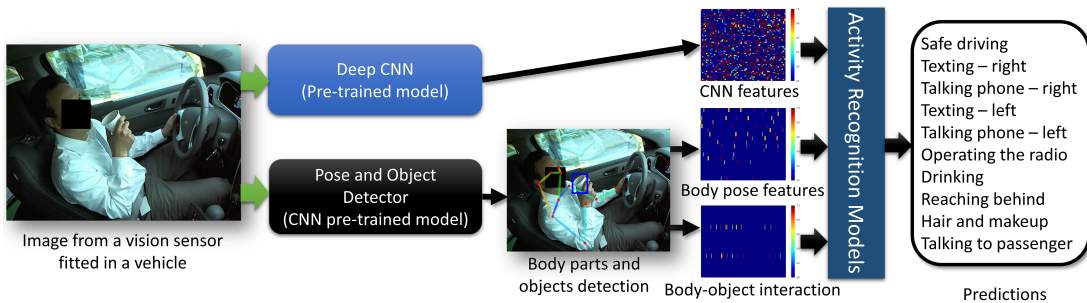 Image from a vision sensor
fitted in a vehicle
Deep CNN
(Pre-trained model)
Pose and Object
Detector
(CNN pre-trained model)
Body parts and
objects detection
CNN features
Body pose features
Body-object interaction
Activity Recognition Models
Safe driving
Texting – right
Talking phone – right
Texting – left
Talking phone – left
Operating the radio
Drinking
Reaching behind
Hair and makeup
Talking to passenger
Predictions